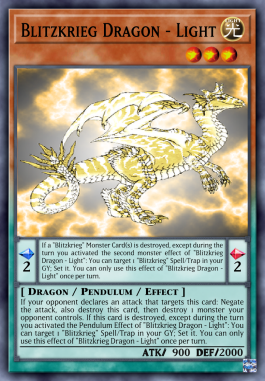 BLITZKRIEG DRAGON - LIGHT
LIGHT
光
If a "Blitzkrieg" Monster Card(s) is destroyed, except during the
turn you activated the second monster effect of "Blitzkrieg
Dragon - Light": You can target 1 "Blitzkrieg" Spell/Trap in your
GY; Set it. You can only use this effect of "Blitzkrieg Dragon -
Light" once per turn.
2
2
[ DRAGON / PENDULUM / EFFECT ]
If your opponent declares an attack that targets this card: Negate
the attack, also destroy this card, then destroy 1 monster your
opponent controls. If this card is destroyed, except during the turn
you activated the Pendulum Effect of "Blitzkrieg Dragon - Light": You
can target 1 "Blitzkrieg" Spell/Trap in your GY; Set it. You can only
use this effect of "Blitzkrieg Dragon - Light" once per turn.
ATK/ 900 DEF/2000